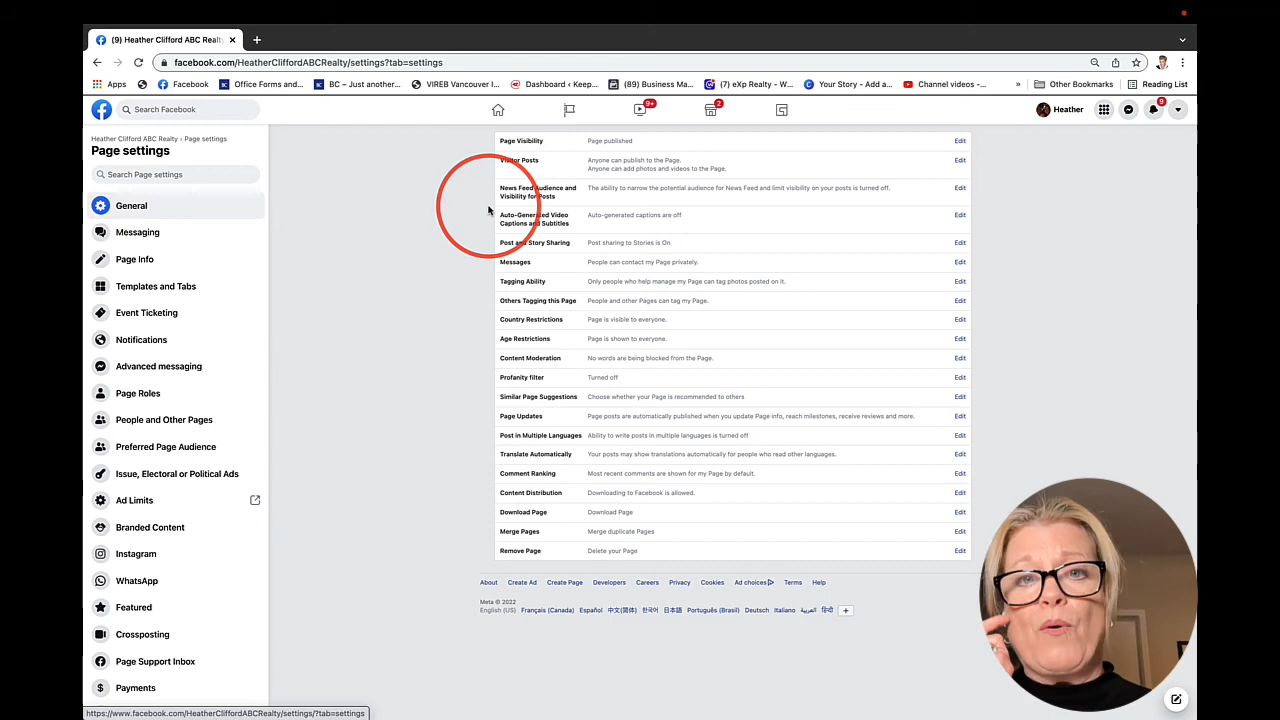 (9) Heather Clifford ABC Realt
facebook.com/HeatherCliffordABCRealty/settings?tab=settings
Apps Facebook Office Forms and... BC – Just another... VIREB Vancouver I... Dashboard ‹ Keep... (89) Business Ma... (7) eXp Realty - W... Your Story - Add a... Channel videos -... » Other Bookmarks Reading List
Search Facebook 9+ 2 Heather 9
Heather Clifford ABC Realty › Page settings
Page settings
Search Page settings
General
Messaging
Page Info
Templates and Tabs
Event Ticketing
Notifications
Advanced messaging
Page Roles
People and Other Pages
Preferred Page Audience
Issue, Electoral or Political Ads
Ad Limits
Branded Content
Instagram
WhatsApp
Featured
Crossposting
Page Support Inbox
Payments
Page Visibility Page published Edit
Visitor Posts Anyone can publish to the Page. Edit
Anyone can add photos and videos to the Page.
News Feed Audience and The ability to narrow the potential audience for News Feed and limit visibility on your posts is turned off. Edit
Visibility for Posts
Auto-Generated Video Auto-generated captions are off Edit
Captions and Subtitles
Post and Story Sharing Post sharing to Stories is On Edit
Messages People can contact my Page privately. Edit
Tagging Ability Only people who help manage my Page can tag photos posted on it. Edit
Others Tagging this Page People and other Pages can tag my Page. Edit
Country Restrictions Page is visible to everyone. Edit
Age Restrictions Page is shown to everyone. Edit
Content Moderation No words are being blocked from the Page. Edit
Profanity filter Turned off Edit
Similar Page Suggestions Choose whether your Page is recommended to others Edit
Page Updates Page posts are automatically published when you update Page info, reach milestones, receive reviews and more. Edit
Post in Multiple Languages Ability to write posts in multiple languages is turned off Edit
Translate Automatically Your posts may show translations automatically for people who read other languages. Edit
Comment Ranking Most recent comments are shown for my Page by default. Edit
Content Distribution Downloading to Facebook is allowed. Edit
Download Page Download Page Edit
Merge Pages Merge duplicate Pages Edit
Remove Page Delete your Page Edit
About Create Ad Create Page Developers Careers Privacy Cookies Ad choices Terms Help
Meta © 2022
English (US) Français (Canada) Español 中文(简体) 한국어 日本語 Português (Brasil) Deutsch Italiano العربية हिन्दी +
https://www.facebook.com/HeatherCliffordABCRealty/settings/?tab=settings